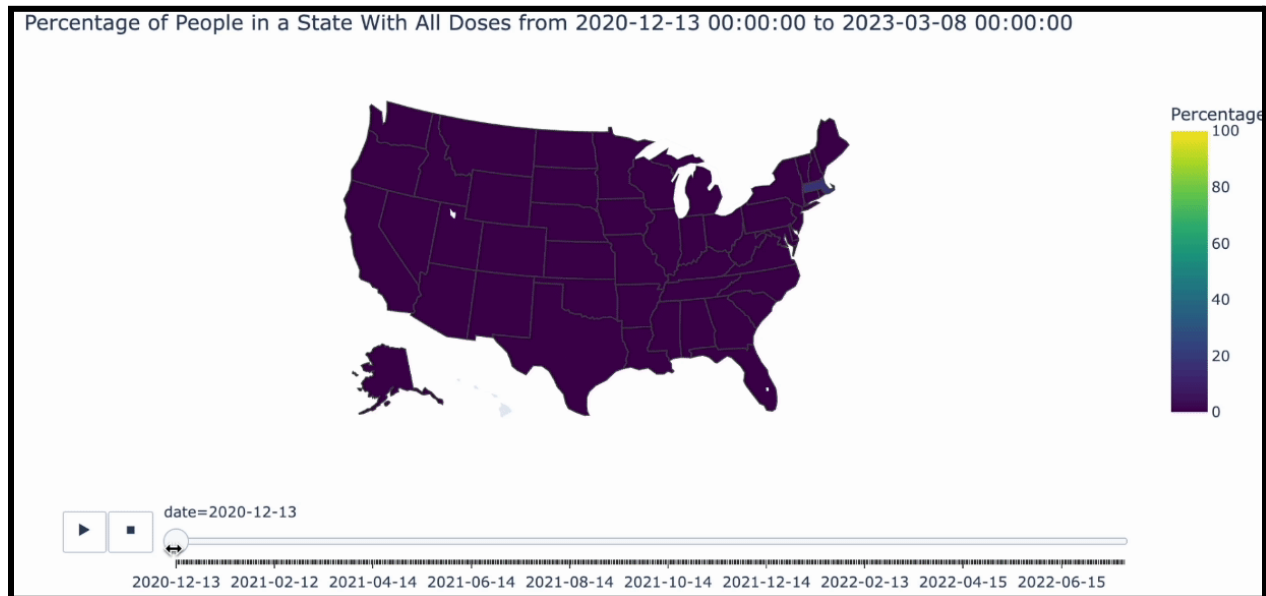 Percentage of People in a State With All Doses from 2020-12-13 00:00:00 to 2023-03-08 00:00:00
Percentage
100
80
60
40
20
0
date=2020-12-13
2020-12-13 2021-02-12 2021-04-14 2021-06-14 2021-08-14 2021-10-14 2021-12-14 2022-02-13 2022-04-15 2022-06-15